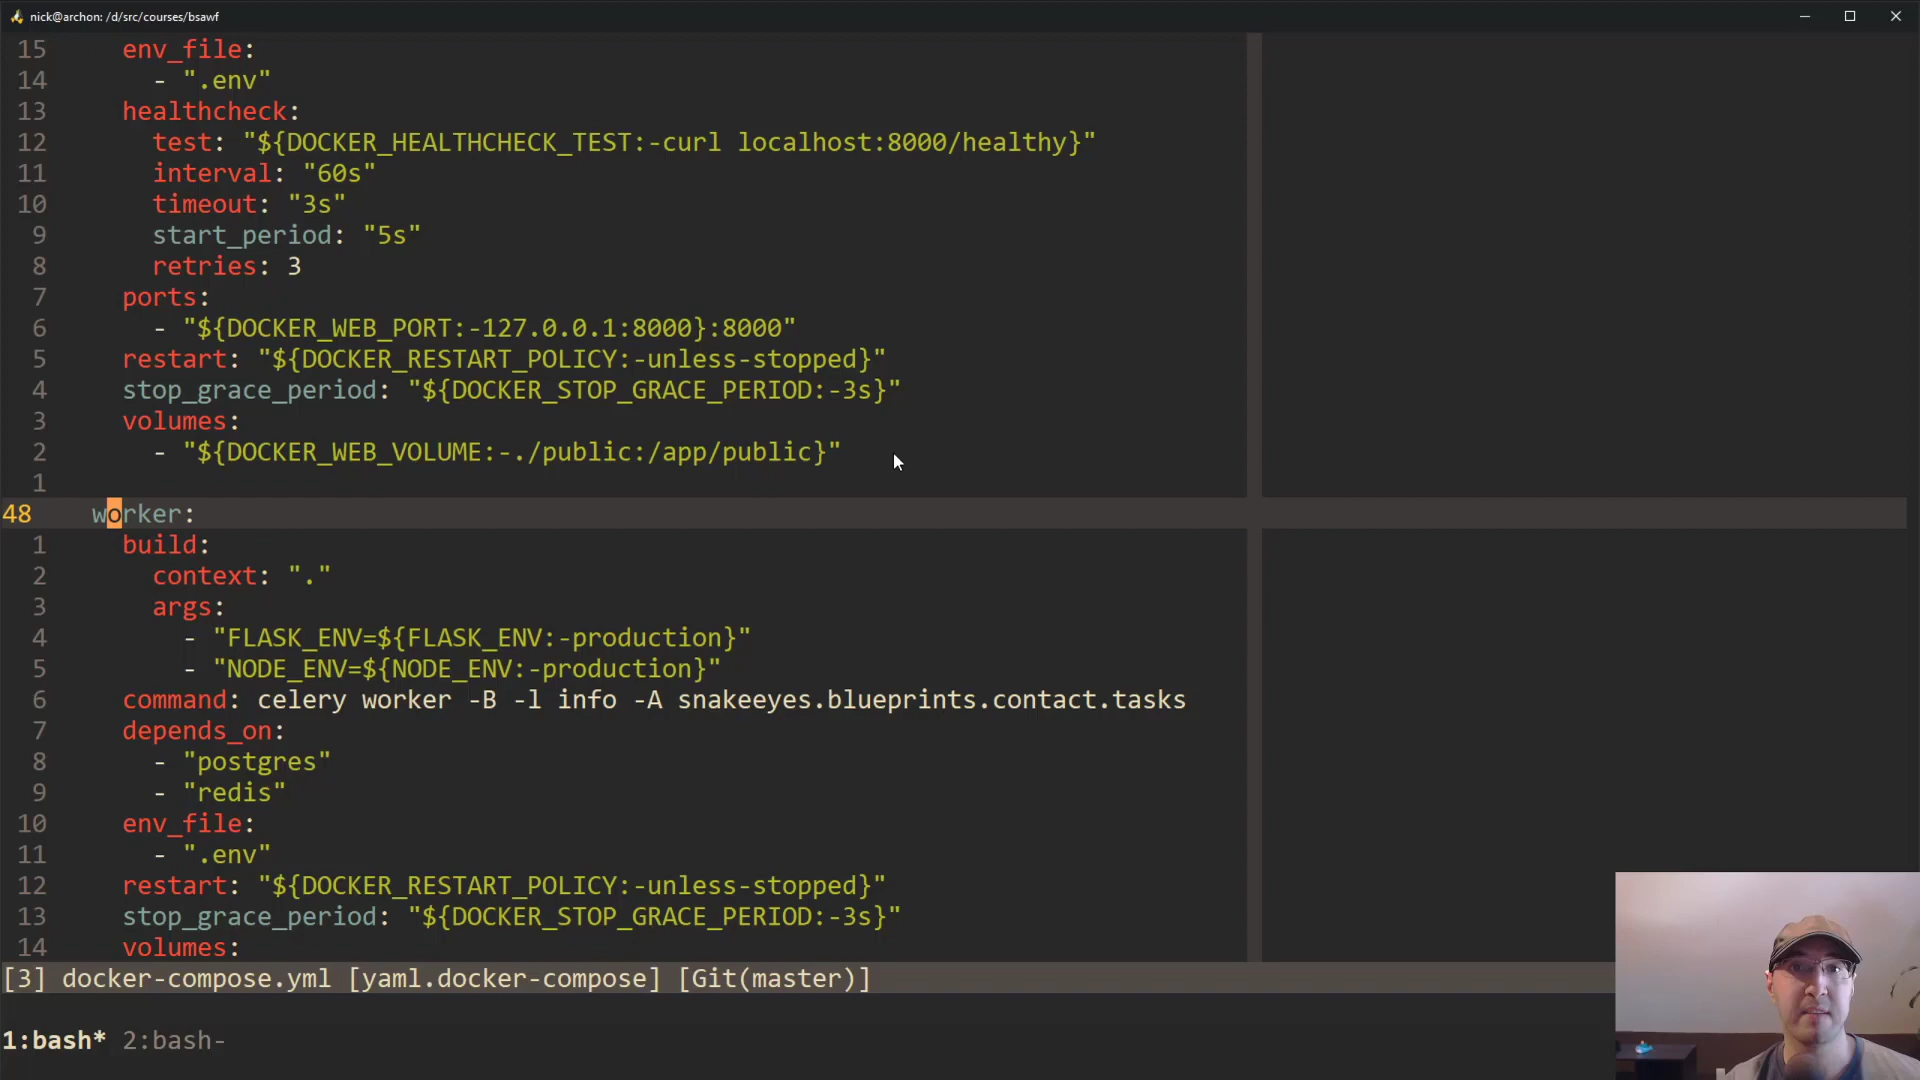 nick@archon: /d/src/courses/bsawf
15 env_file:
14 - ".env"
13 healthcheck:
12 test: "${DOCKER_HEALTHCHECK_TEST:-curl localhost:8000/healthy}"
11 interval: "60s"
10 timeout: "3s"
9 start_period: "5s"
8 retries: 3
7 ports:
6 - "${DOCKER_WEB_PORT:-127.0.0.1:8000}:8000"
5 restart: "${DOCKER_RESTART_POLICY:-unless-stopped}"
4 stop_grace_period: "${DOCKER_STOP_GRACE_PERIOD:-3s}"
3 volumes:
2 - "${DOCKER_WEB_VOLUME:-./public:/app/public}"
1
48 worker:
1 build:
2 context: "."
3 args:
4 - "FLASK_ENV=${FLASK_ENV:-production}"
5 - "NODE_ENV=${NODE_ENV:-production}"
6 command: celery worker -B -l info -A snakeeyes.blueprints.contact.tasks
7 depends_on:
8 - "postgres"
9 - "redis"
10 env_file:
11 - ".env"
12 restart: "${DOCKER_RESTART_POLICY:-unless-stopped}"
13 stop_grace_period: "${DOCKER_STOP_GRACE_PERIOD:-3s}"
14 volumes:
[3] docker-compose.yml [yaml.docker-compose] [Git(master)]
1:bash* 2:bash-